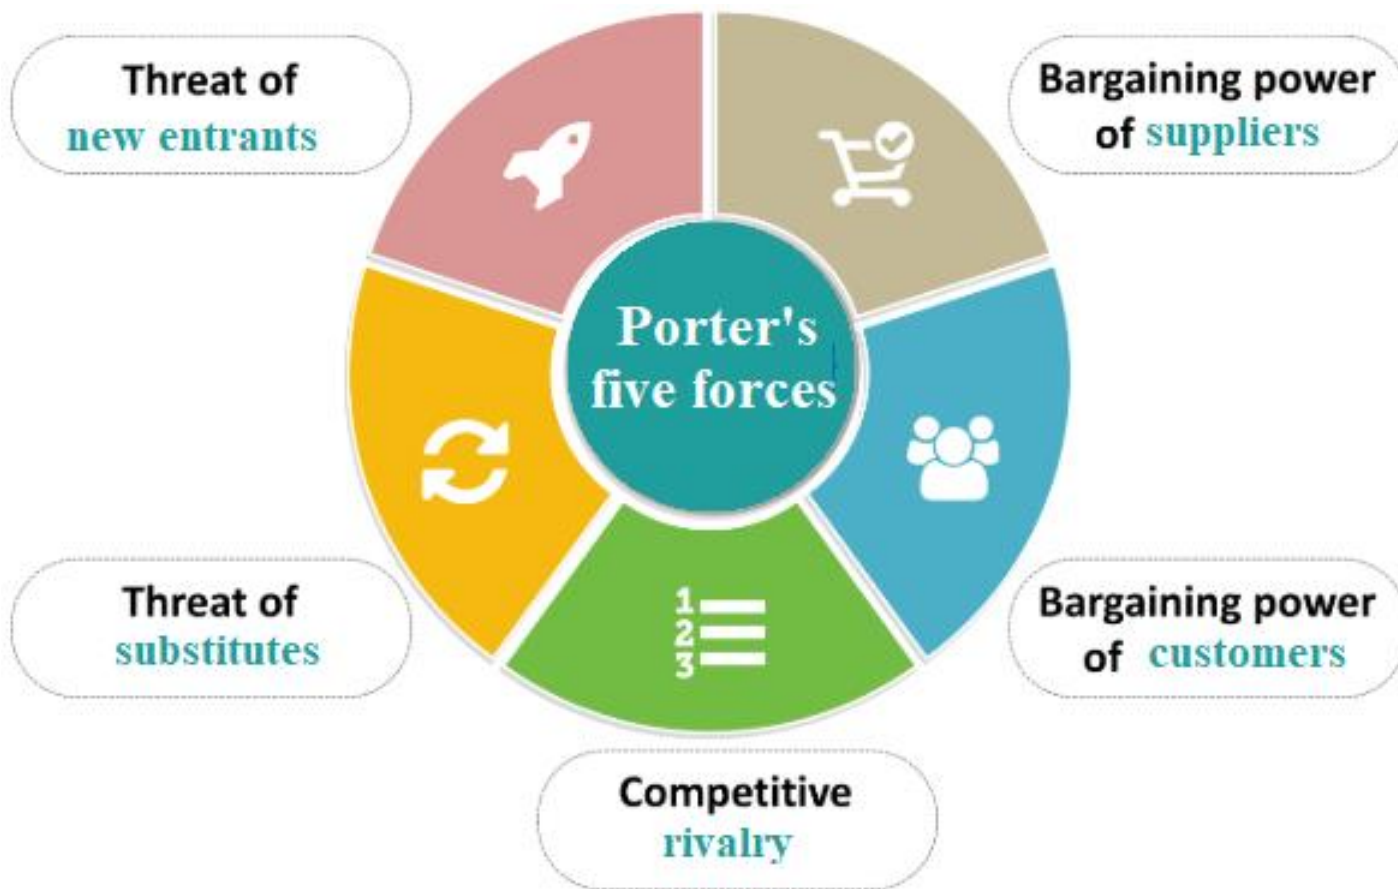 Threat of
new entrants
Bargaining power
of suppliers
Porter's
five forces
Threat of
substitutes
1
2
3
Bargaining power
of customers
Competitive
rivalry